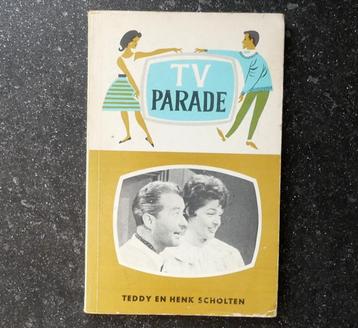 TV
PARADE
TEDDY EN HENK SCHOLTEN